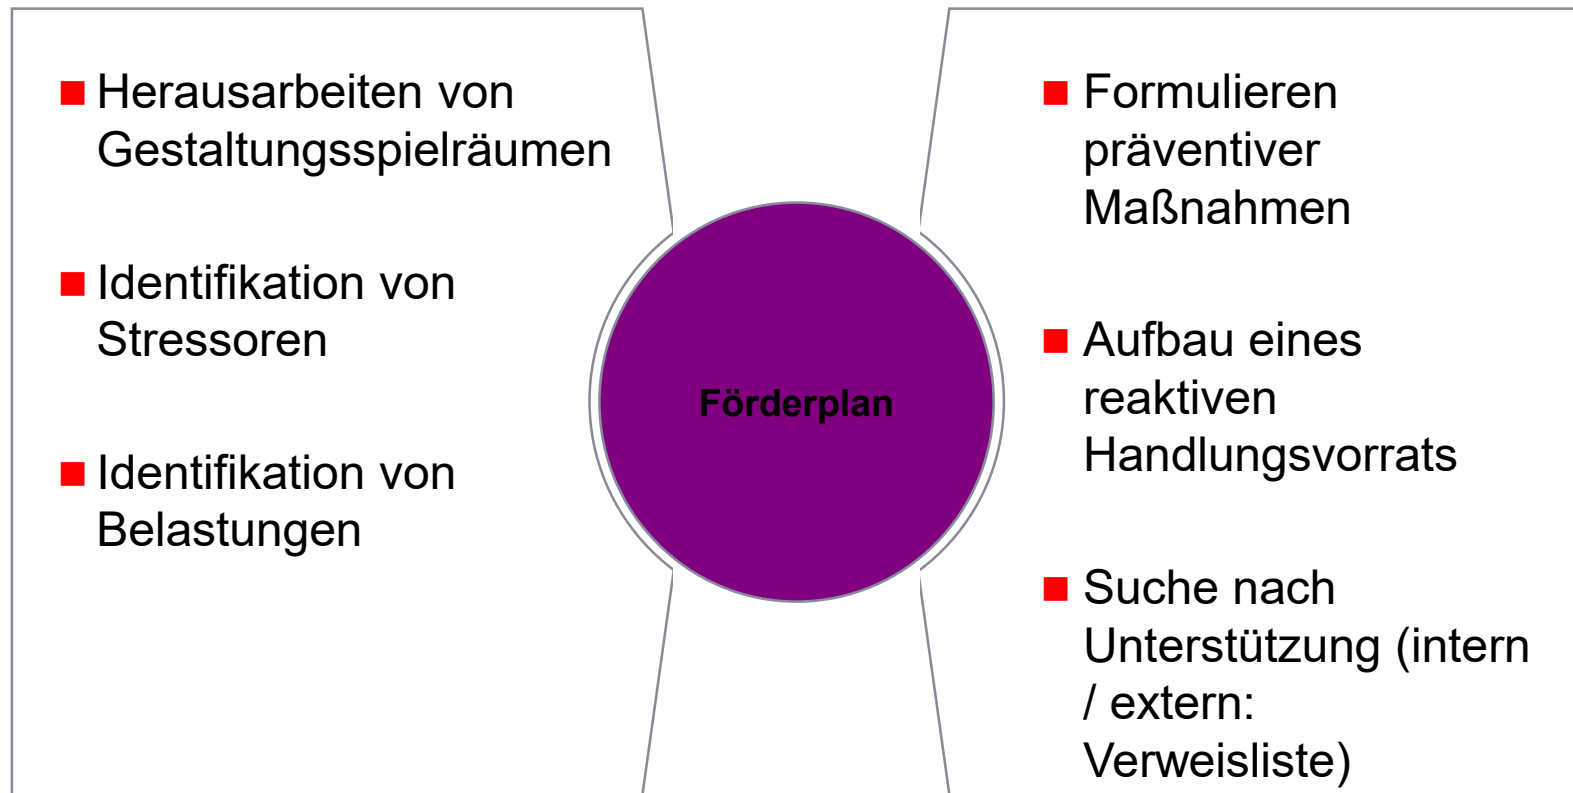 Herausarbeiten von
Gestaltungsspielräumen
Identifikation von
Stressoren
Identifikation von
Belastungen
Förderplan
Formulieren
präventiver
Maßnahmen
Aufbau eines
reaktiven
Handlungsvorrats
Suche nach
Unterstützung (intern
/ extern:
Verweisliste)